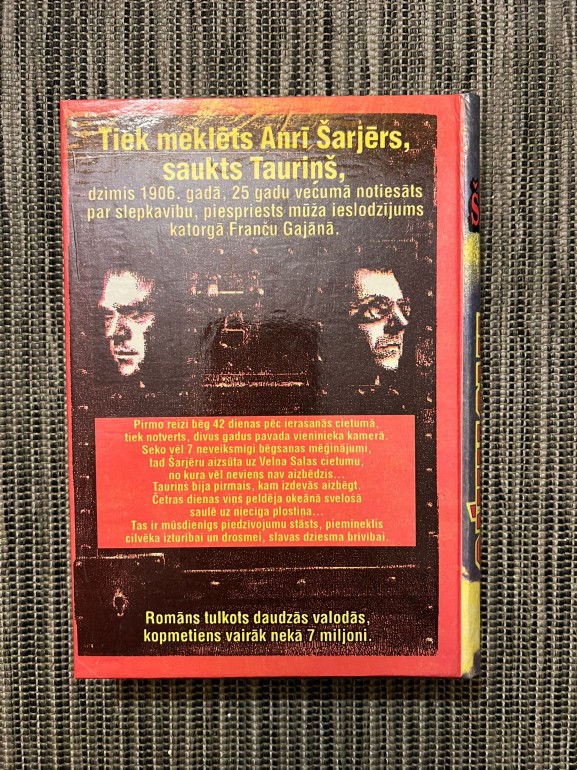 Tiek meklēts Anrī Šarjērs,
saukts Tauriņš,
dzimis 1906. gadā, 25 gadu vecumā notiesāts
par slepkavību, piespriests mūža ieslodzījums
katorgā Franču Gajānā.
Pirmo reizi bēg 42 dienas pēc ierašanās cietumā,
tiek notverts, divus gadus pavada vieninieka kamerā.
Seko vēl 7 neveiksmīgi bēgšanas mēģinājumi,
tad Šarjēru aizsūta uz Velna Salas cietumu,
no kura vēl neviens nav aizbēdzis...
Tauriņš bija pirmais, kam izdevās aizbēgt.
Četras dienas viņš peldēja okeānā svelošā
saulē uz niecīga plostiņa...
Tas ir mūsdienīgs piedzīvojumu stāsts, piemineklis
cilvēka izturībai un drosmei, slavas dziesma brīvībai.
Romāns tulkots daudzās valodās,
kopmetiens vairāk nekā 7 miljoni.